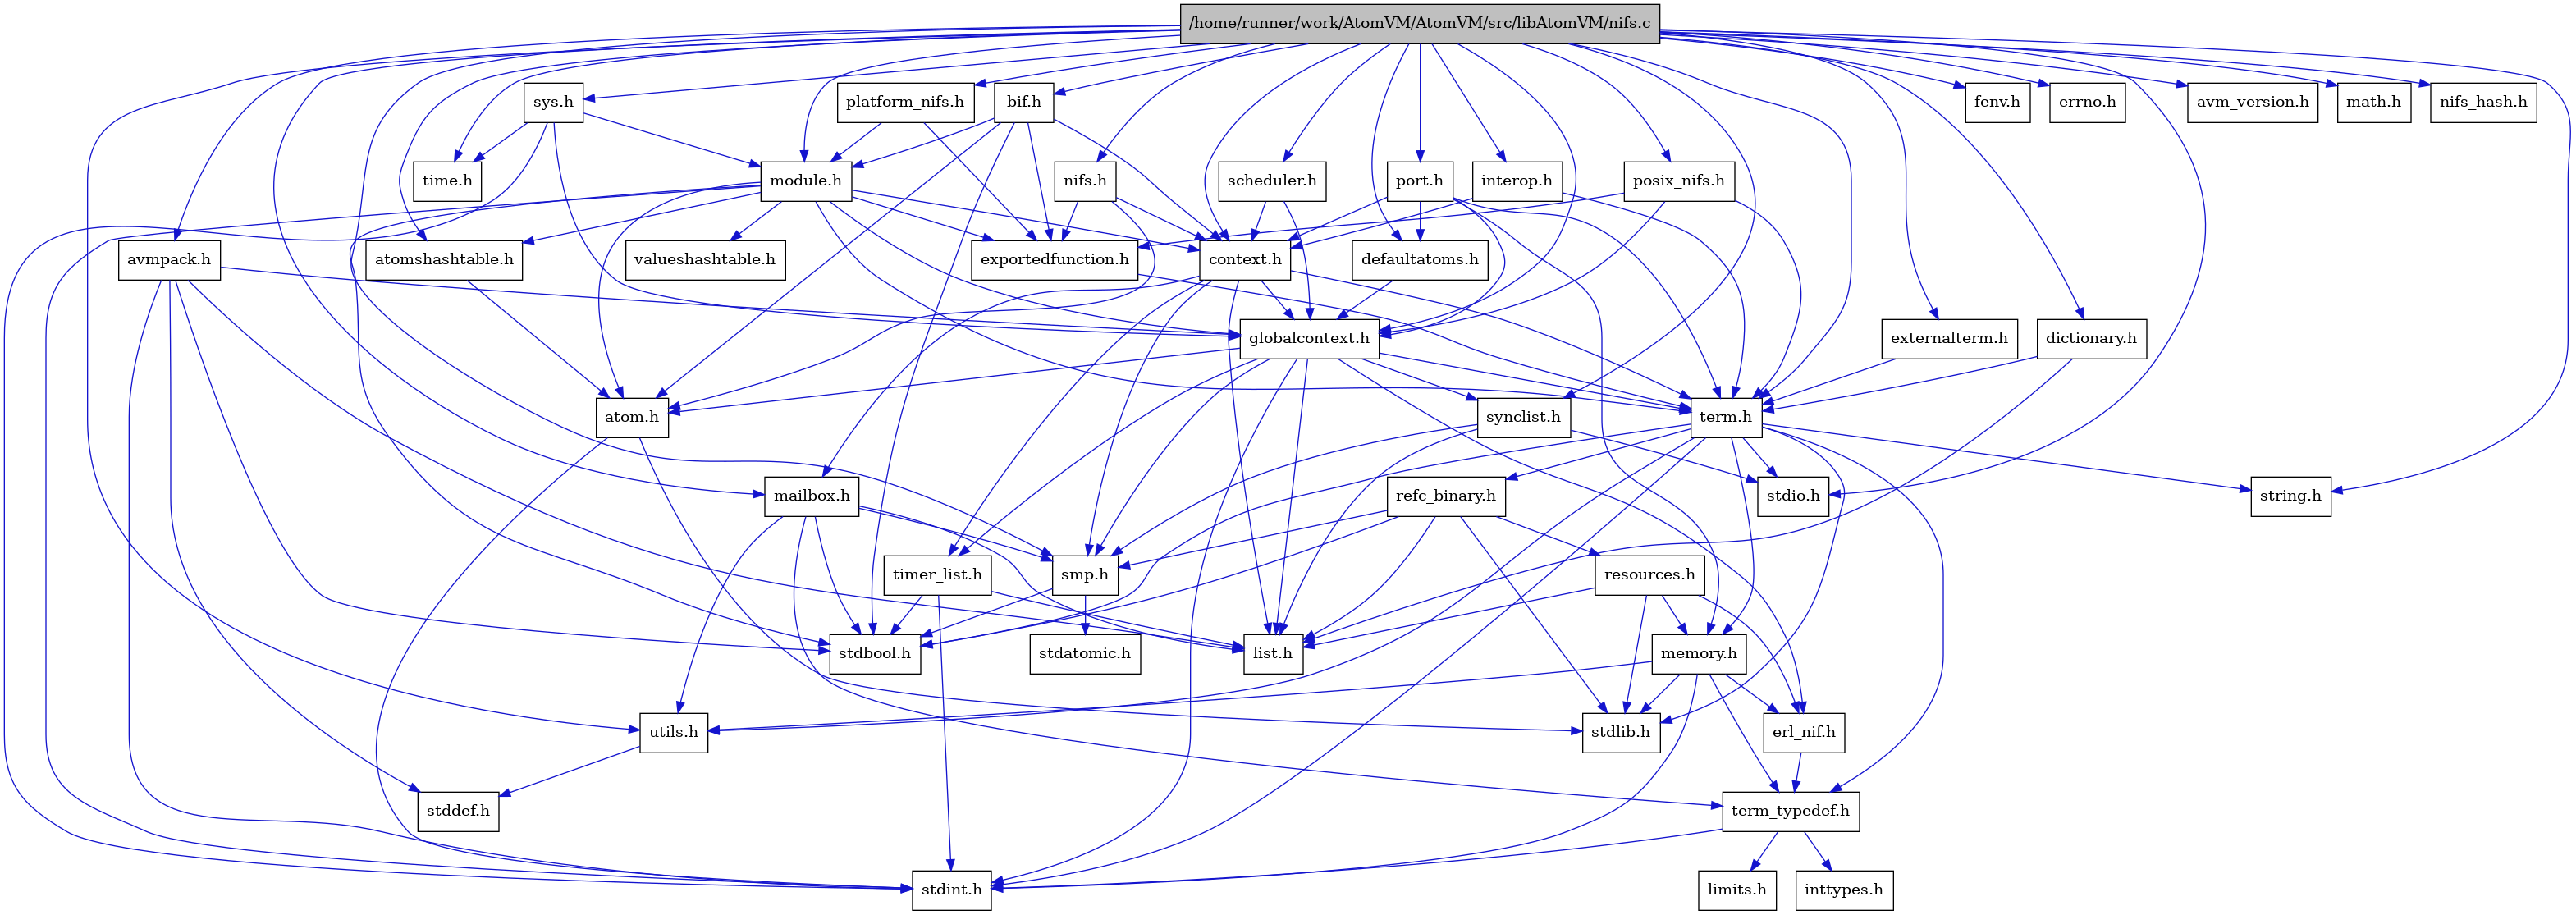 /home/runner/work/AtomVM/AtomVM/src/libAtomVM/nifs.c
sys.h
platform_nifs.h
bif.h
fenv.h
errno.h
avm_version.h
math.h
nifs_hash.h
time.h
module.h
nifs.h
scheduler.h
port.h
interop.h
posix_nifs.h
avmpack.h
atomshashtable.h
valueshashtable.h
exportedfunction.h
context.h
defaultatoms.h
globalcontext.h
externalterm.h
dictionary.h
atom.h
synclist.h
term.h
mailbox.h
refc_binary.h
stdio.h
string.h
timer_list.h
smp.h
resources.h
stdbool.h
stdatomic.h
list.h
memory.h
utils.h
stdlib.h
erl_nif.h
stddef.h
term_typedef.h
stdint.h
limits.h
inttypes.h